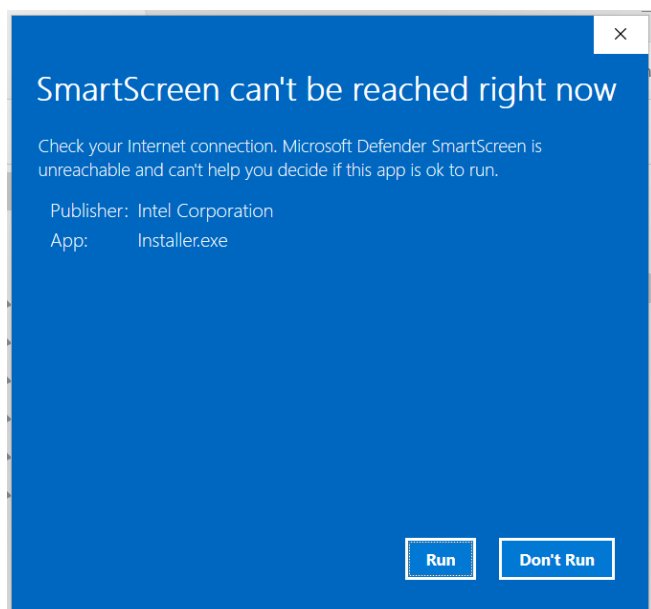 SmartScreen can't be reached right now
Check your Internet connection. Microsoft Defender SmartScreen is
unreachable and can't help you decide if this app is ok to run.
Publisher: Intel Corporation
App: Installer.exe
Run Don't Run